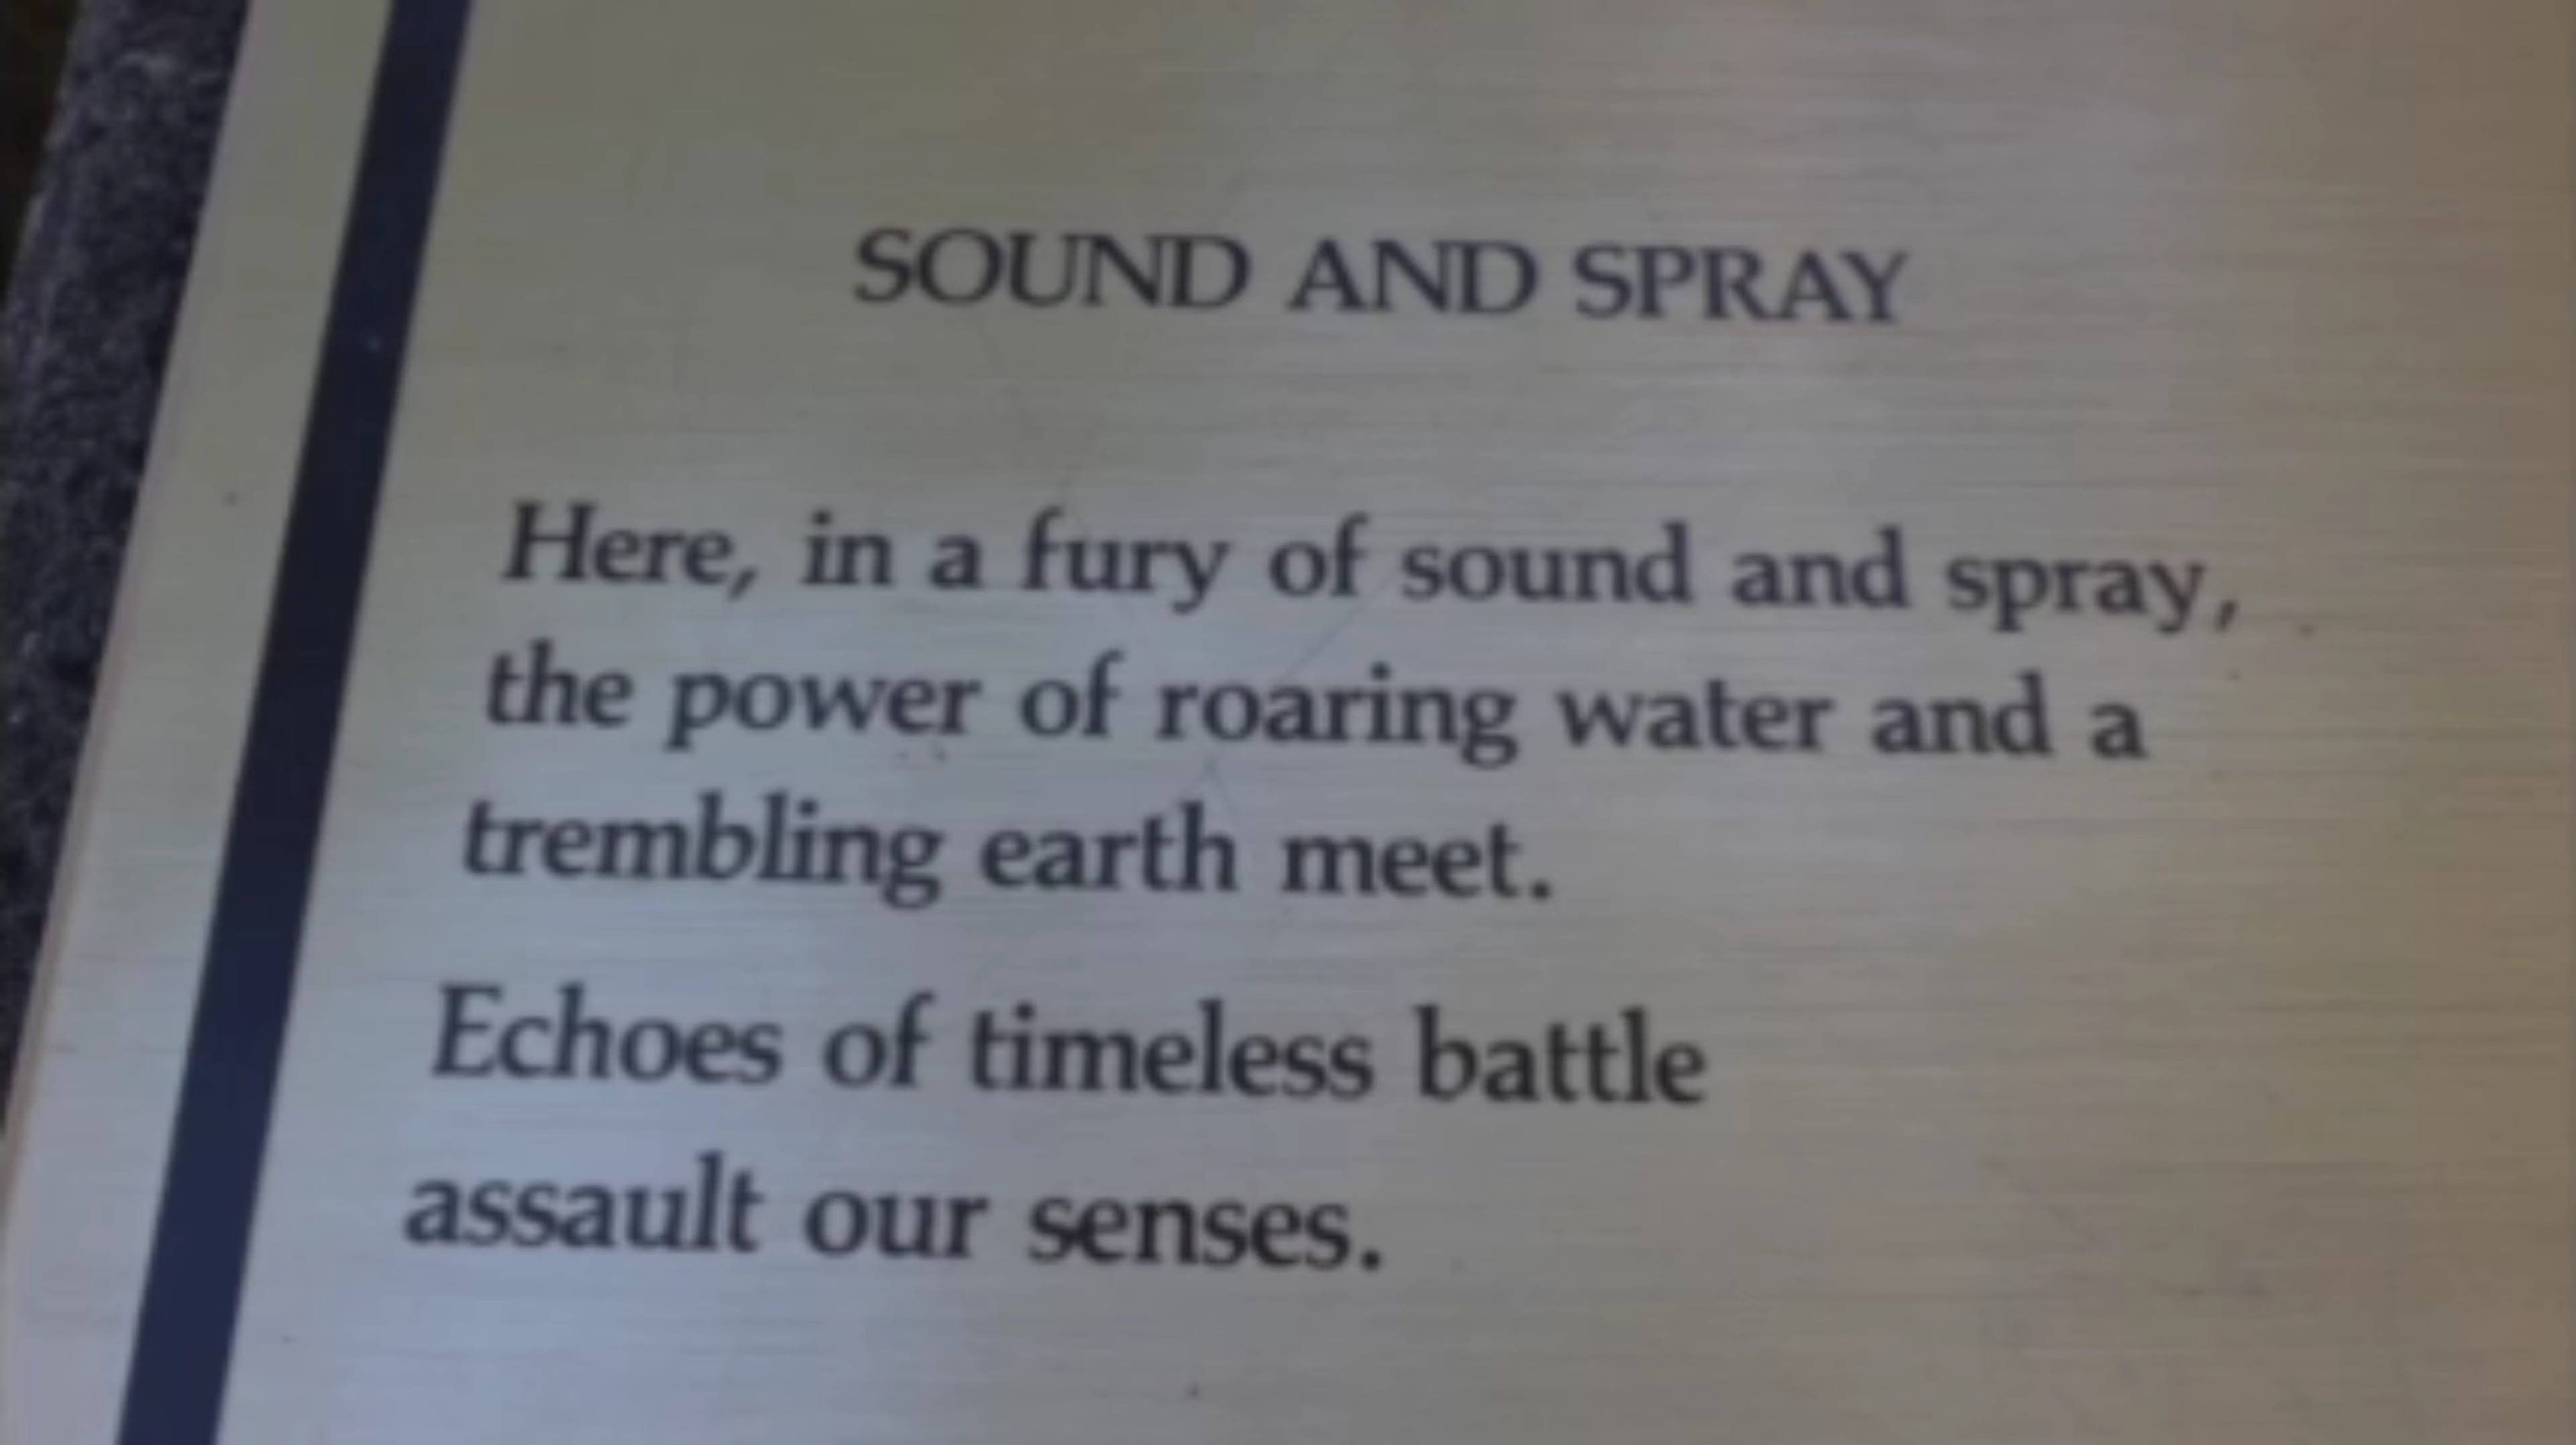 SOUND AND SPRAY
Here, in a fury of sound and spray,
the power of roaring water and a
trembling earth meet.
Echoes of timeless battle
assault our senses.